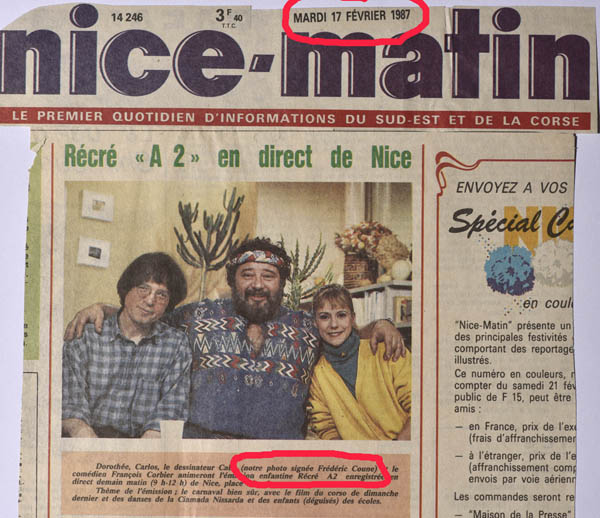 14 246
3 F 40
T.T.C.
MARDI 17 FÉVRIER 1987
nice-matin
LE PREMIER QUOTIDIEN D'INFORMATIONS DU SUD-EST ET DE LA CORSE
Récré « A 2 » en direct de Nice
Dorothée, Carlos, le dessinateur Ca (notre photo signée Frédéric Coune) le
comédien François Corbier animeront l'émission enfantine Récré A2 enregistrée en
direct demain matin (9 h-12 h) de Nice, place
Thème de l'émission ; le carnaval bien sûr, avec le film du corso de dimanche
dernier et des danses de la Ciamada Nissarda et des enfants (déguisés) des écoles.
ENVOYEZ A VOS
Spécial Ca
en coul
"Nice-Matin" présente un
des principales festivités
comportant des reportag
illustrés.
Ce numéro en couleurs, n
compter du samedi 21 fév
public de F 15, peut être
amis :
— en France, prix de l'ex
(frais d'affranchissement
— à l'étranger, prix de l'e
(affranchissement comp
envois par voie aérienn
Les commandes seront re
— "Maison de la Presse"